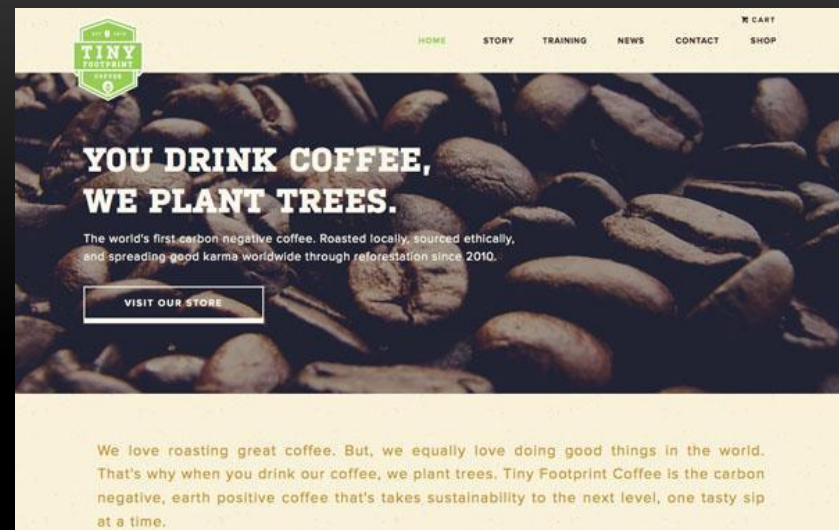 CART
HOME STORY TRAINING NEWS CONTACT SHOP
EST 2010
TINY
FOOTPRINT
COFFEE
YOU DRINK COFFEE,
WE PLANT TREES.
The world's first carbon negative coffee. Roasted locally, sourced ethically,
and spreading good karma worldwide through reforestation since 2010.
VISIT OUR STORE
We love roasting great coffee. But, we equally love doing good things in the world.
That's why when you drink our coffee, we plant trees. Tiny Footprint Coffee is the carbon
negative, earth positive coffee that's takes sustainability to the next level, one tasty sip
at a time.